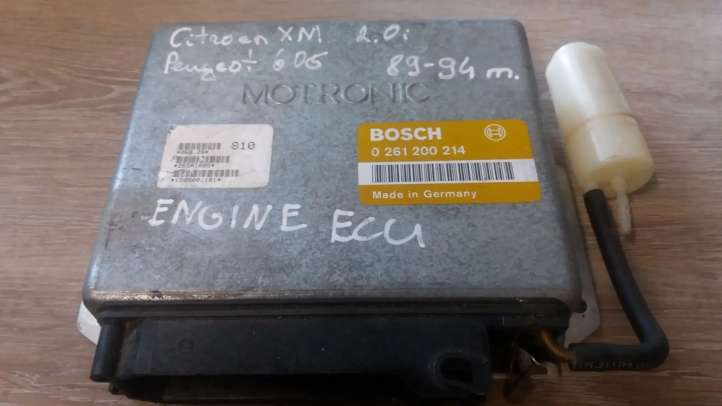 Citroen XM 2.0i
Peugeot 605 89-94 m.
MOTRONIC
810
BOSCH
0 261 200 214
Made in Germany
ENGINE ECU